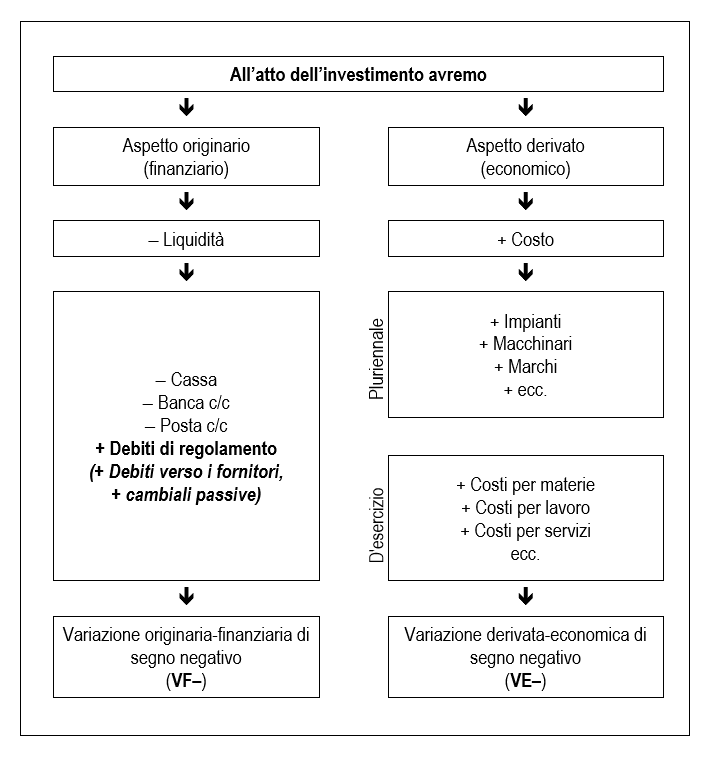 All’atto dell’investimento avremo
Aspetto originario
(finanziario)
– Liquidità
– Cassa
– Banca c/c
– Posta c/c
+ Debiti di regolamento
(+ Debiti verso i fornitori,
+ cambiali passive)
Variazione originaria-finanziaria di
segno negativo
(VF–)
Aspetto derivato
(economico)
+ Costo
Pluriennale
+ Impianti
+ Macchinari
+ Marchi
+ ecc.
D'esercizio
+ Costi per materie
+ Costi per lavoro
+ Costi per servizi
ecc.
Variazione derivata-economica di
segno negativo
(VE–)